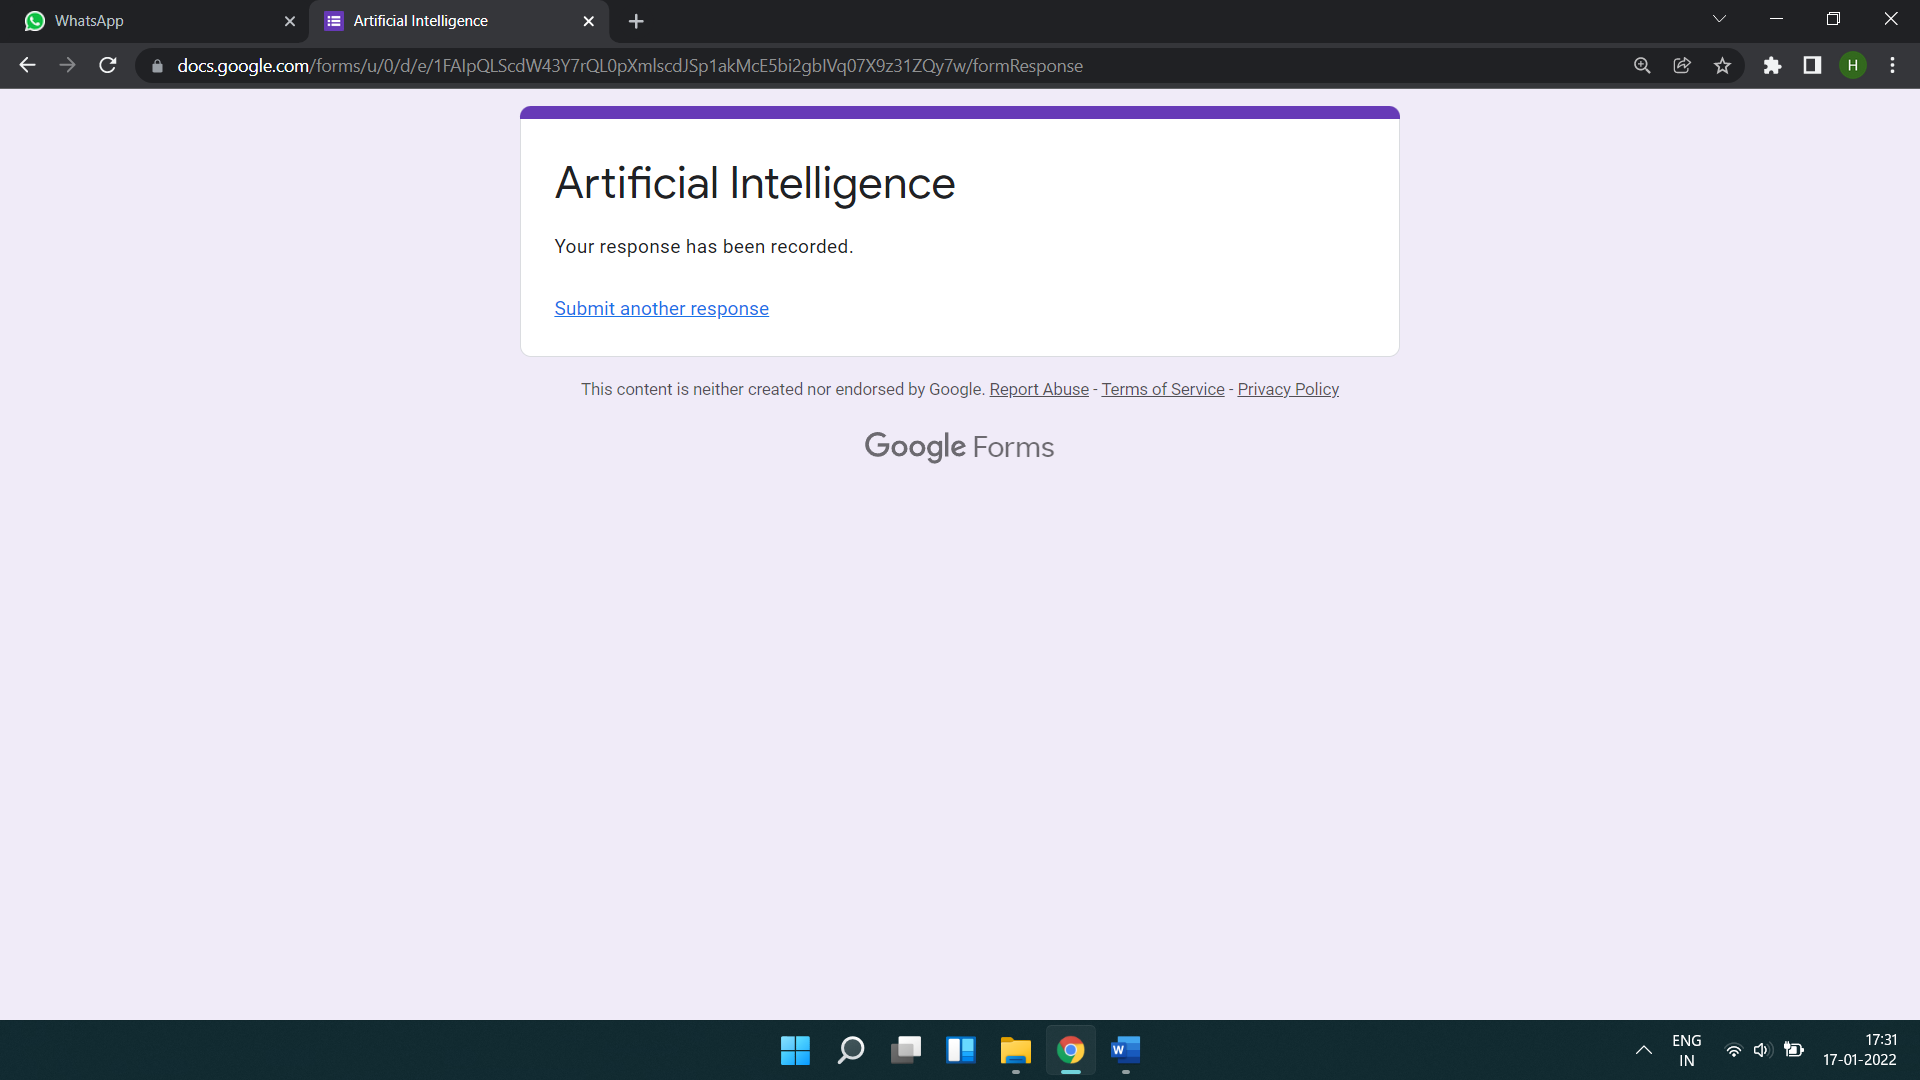 WhatsApp
Artificial Intelligence
docs.google.com/forms/u/0/d/e/1FAIpQLScdW43Y7rQL0pXmlscdJSp1akMcE5bi2gbIVq07X9z31ZQy7w/formResponse
H
Artificial Intelligence
Your response has been recorded.
Submit another response
This content is neither created nor endorsed by Google. Report Abuse - Terms of Service - Privacy Policy
Google Forms
W
ENG
IN
17:31
17-01-2022